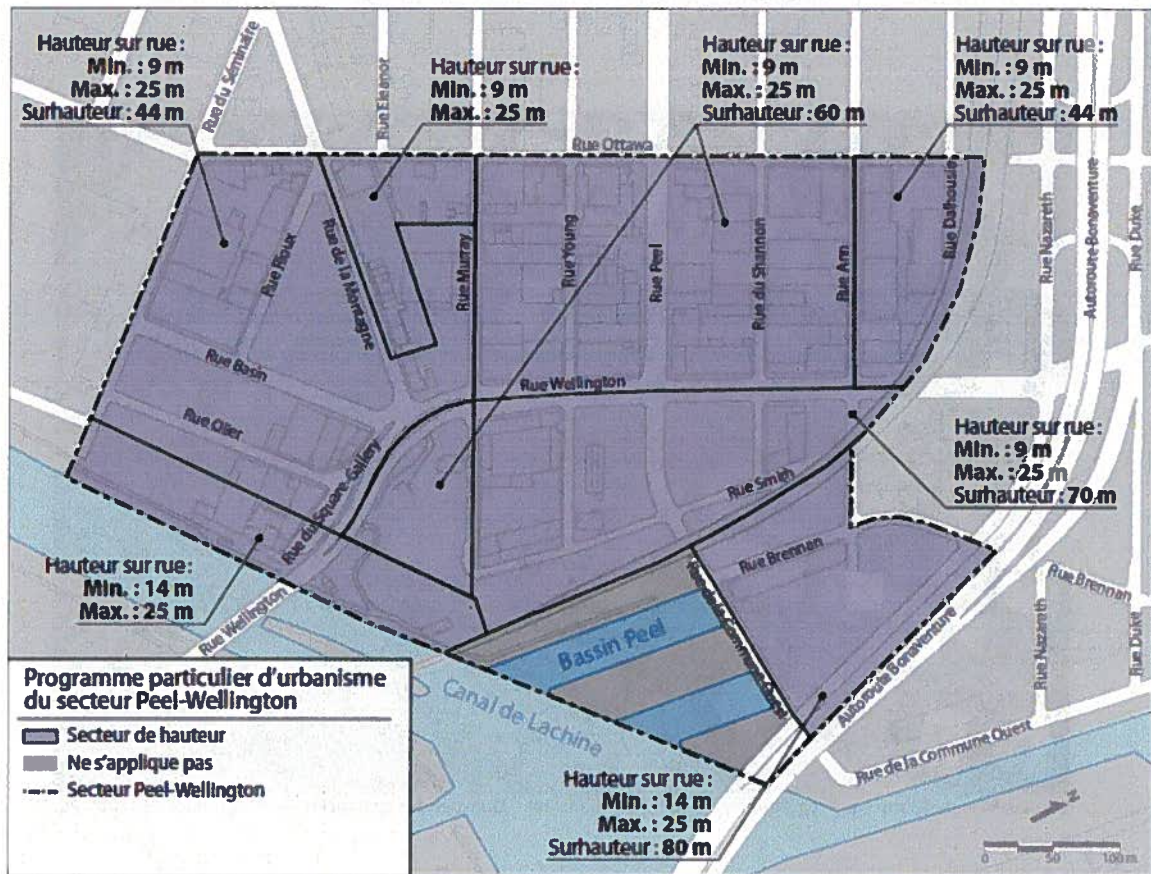 Hauteur sur rue :
Min. : 9 m
Max. : 25 m
Surhauteur : 44 m
Rue du Séminaire
Rue Eleanor
Hauteur sur rue :
Min. : 9 m
Max. : 25 m
Hauteur sur rue :
Min. : 9 m
Max. : 25 m
Surhauteur : 60 m
Hauteur sur rue :
Min. : 9 m
Max. : 25 m
Surhauteur : 44 m
Rue Ottawa
Rue Rioux
Rue de la Montagne
Rue Murray
Rue Young
Rue Peel
Rue du Shannon
Rue Ann
Rue Dalhousie
Rue Nazareth
Autoroute Bonaventure
Rue Duke
Rue Basin
Rue Olier
Rue Wellington
Rue du Square-Gallery
Rue Smith
Hauteur sur rue :
Min. : 9 m
Max. : 25 m
Surhauteur : 70 m
Hauteur sur rue :
Min. : 14 m
Max. : 25 m
Rue Wellington
Rue Brennan
Rue de la Commune Ouest
Bassin Peel
Canal de Lachine
Autoroute Bonaventure
Rue Brennan
Rue Nazareth
Rue Duke
Rue de la Commune Ouest
Programme particulier d'urbanisme
du secteur Peel-Wellington
Secteur de hauteur
Ne s'applique pas
Secteur Peel-Wellington
Hauteur sur rue :
Min. : 14 m
Max. : 25 m
Surhauteur : 80 m
N
0 50 100 m